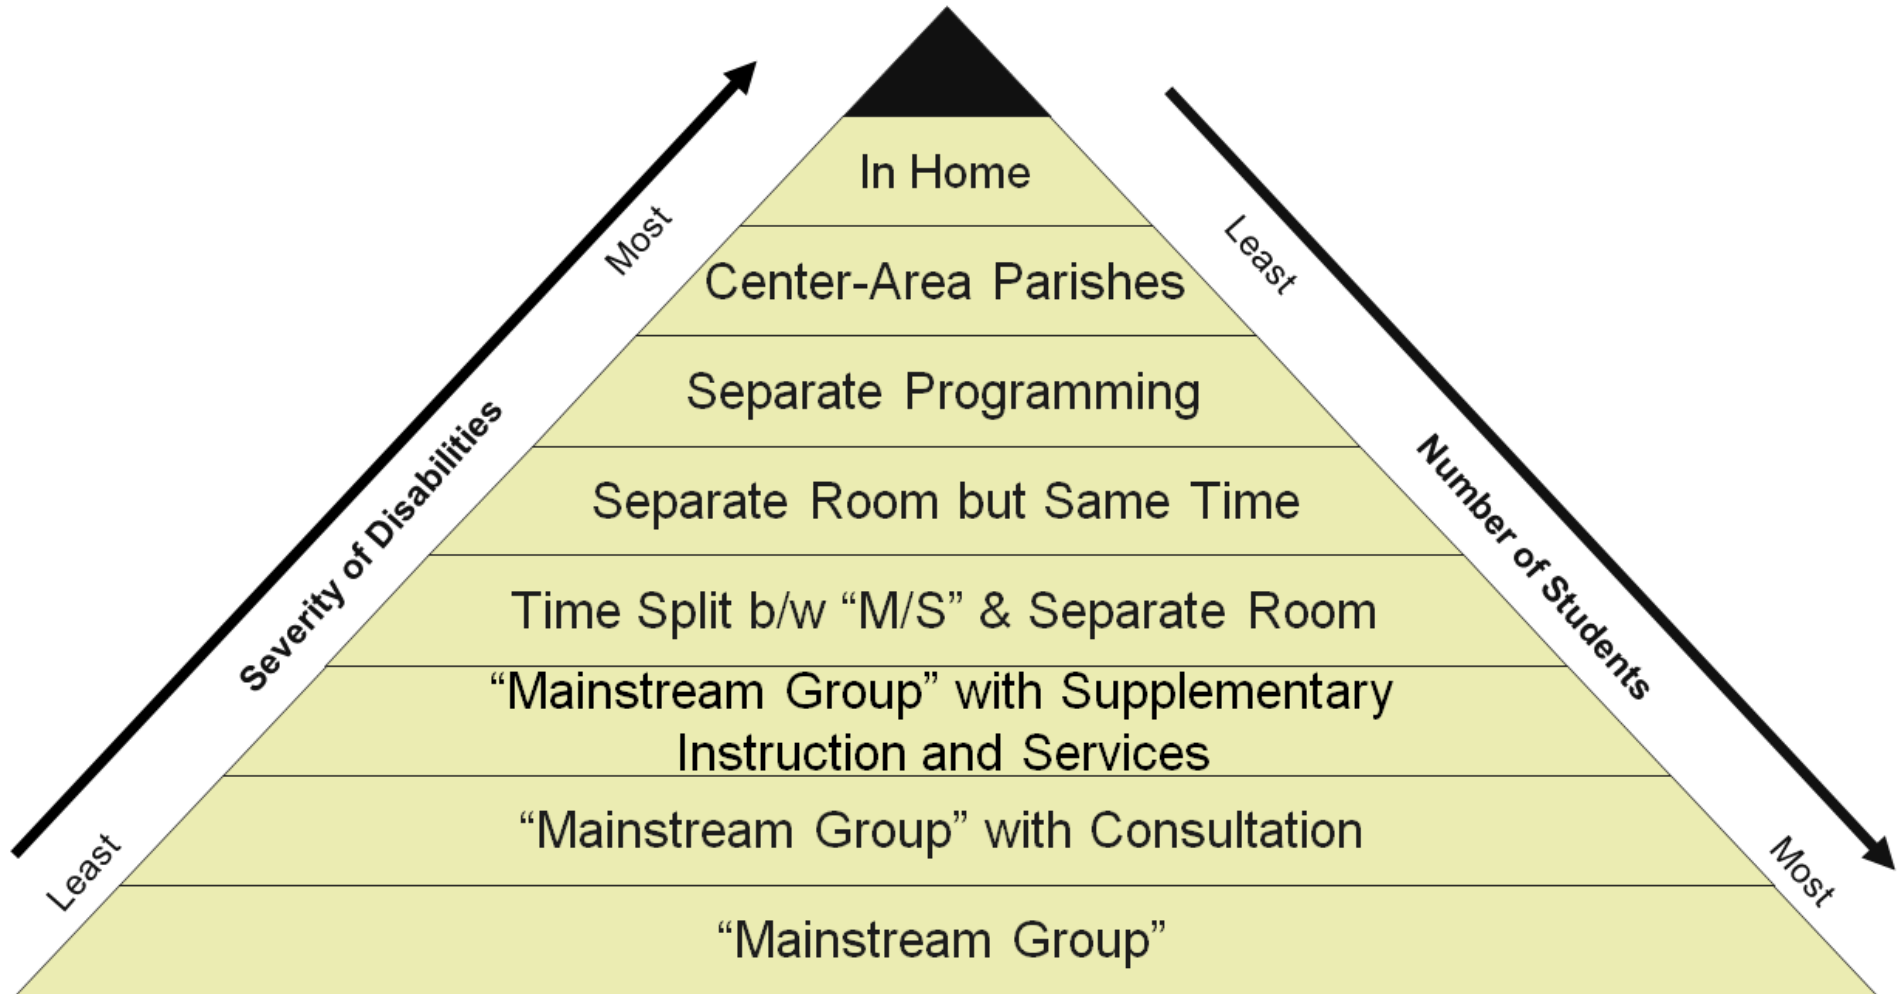 In Home
Center-Area Parishes
Separate Programming
Separate Room but Same Time
Time Split b/w “M/S” & Separate Room
“Mainstream Group” with Supplementary
Instruction and Services
“Mainstream Group” with Consultation
“Mainstream Group”
Most
Severity of Disabilities
Least
Least
Number of Students
Most